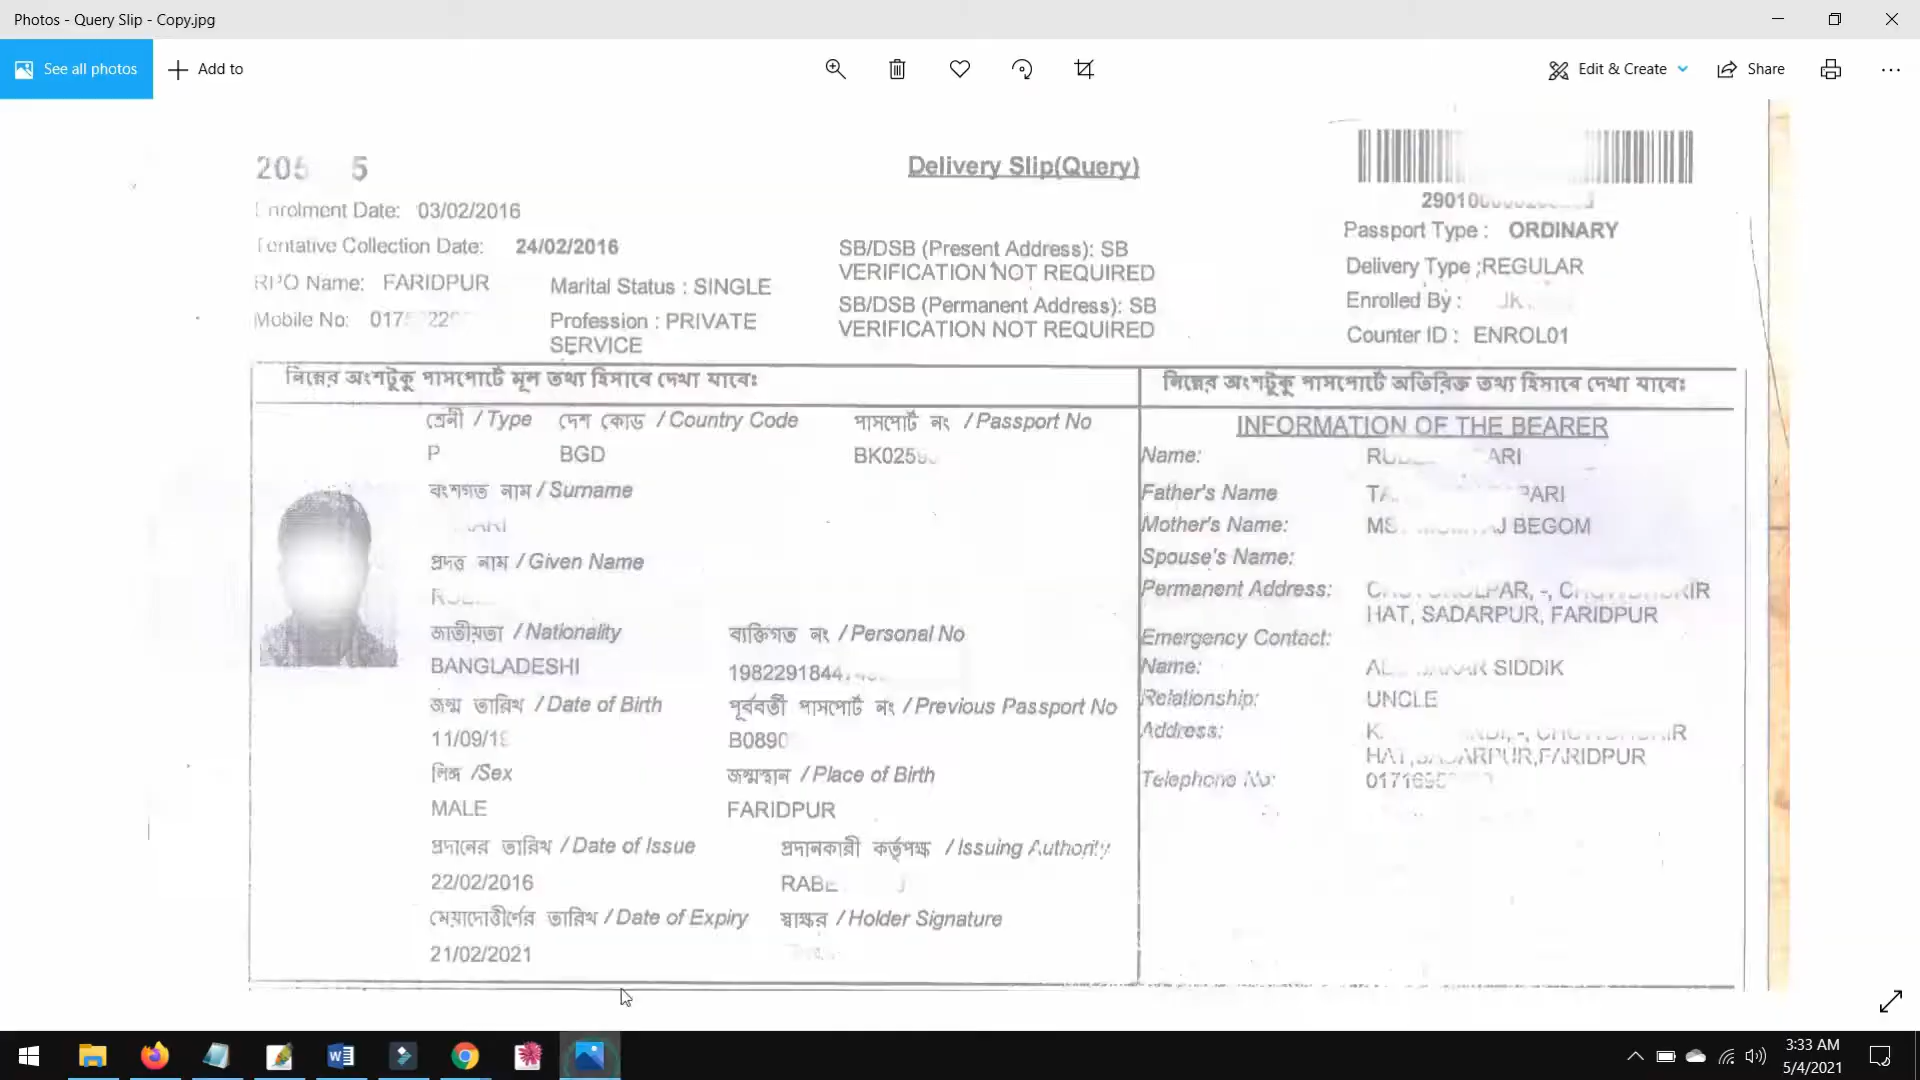 Photos - Query Slip - Copy.jpg
See all photos
Add to
Edit & Create
Share
205 5
Delivery Slip(Query)
Enrolment Date: 03/02/2016
Tentative Collection Date: 24/02/2016
RPO Name: FARIDPUR
Mobile No:
Marital Status : SINGLE
Profession : PRIVATE
SERVICE
SB/DSB (Present Address): SB
VERIFICATION NOT REQUIRED
SB/DSB (Permanent Address): SB
VERIFICATION NOT REQUIRED
Passport Type : ORDINARY
Delivery Type :REGULAR
Enrolled By :
Counter ID : ENROL01
নিম্নের অংশটুকু পাসপোর্টে মূল তথ্য হিসাবে দেখা যাবেঃ
শ্রেনী / Type দেশ কোড / Country Code পাসপোর্ট নং / Passport No
P BGD
বংশগত নাম / Surname
প্রদত্ত নাম / Given Name
জাতীয়তা / Nationality ব্যক্তিগত নং / Personal No
BANGLADESHI
জন্ম তারিখ / Date of Birth পূর্ববর্তী পাসপোর্ট নং / Previous Passport No
লিঙ্গ /Sex জন্মস্থান / Place of Birth
MALE FARIDPUR
প্রদানের তারিখ / Date of Issue প্রদানকারী কর্তৃপক্ষ / Issuing Authority
22/02/2016
মেয়াদোত্তীর্ণের তারিখ / Date of Expiry স্বাক্ষর / Holder Signature
21/02/2021
নিম্নের অংশটুকু পাসপোর্টে অতিরিক্ত তথ্য হিসাবে দেখা যাবেঃ
INFORMATION OF THE BEARER
Name:
Father's Name
Mother's Name: BEGOM
Spouse's Name:
Permanent Address:
HAT, SADARPUR, FARIDPUR
Emergency Contact:
Name: SIDDIK
Relationship: UNCLE
Address:
HAT,SADARPUR,FARIDPUR
Telephone No:
3:33 AM
5/4/2021